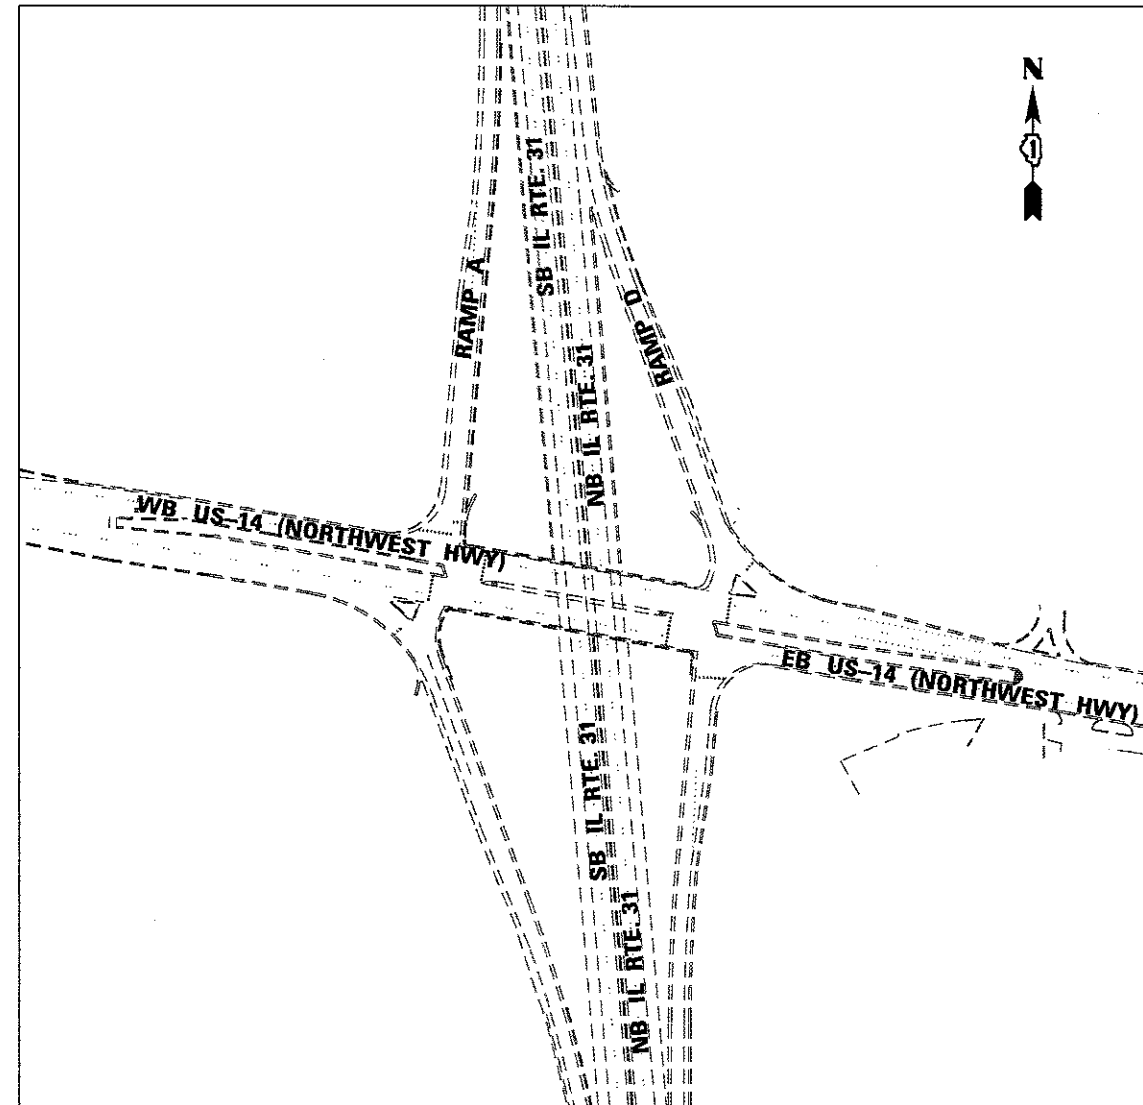 N
1
SB IL RTE. 31
RAMP A
RAMP D
NB IL RTE. 31
WB US-14 (NORTHWEST HWY)
EB US-14 (NORTHWEST HWY)
SB IL RTE. 31
NB IL RTE. 31